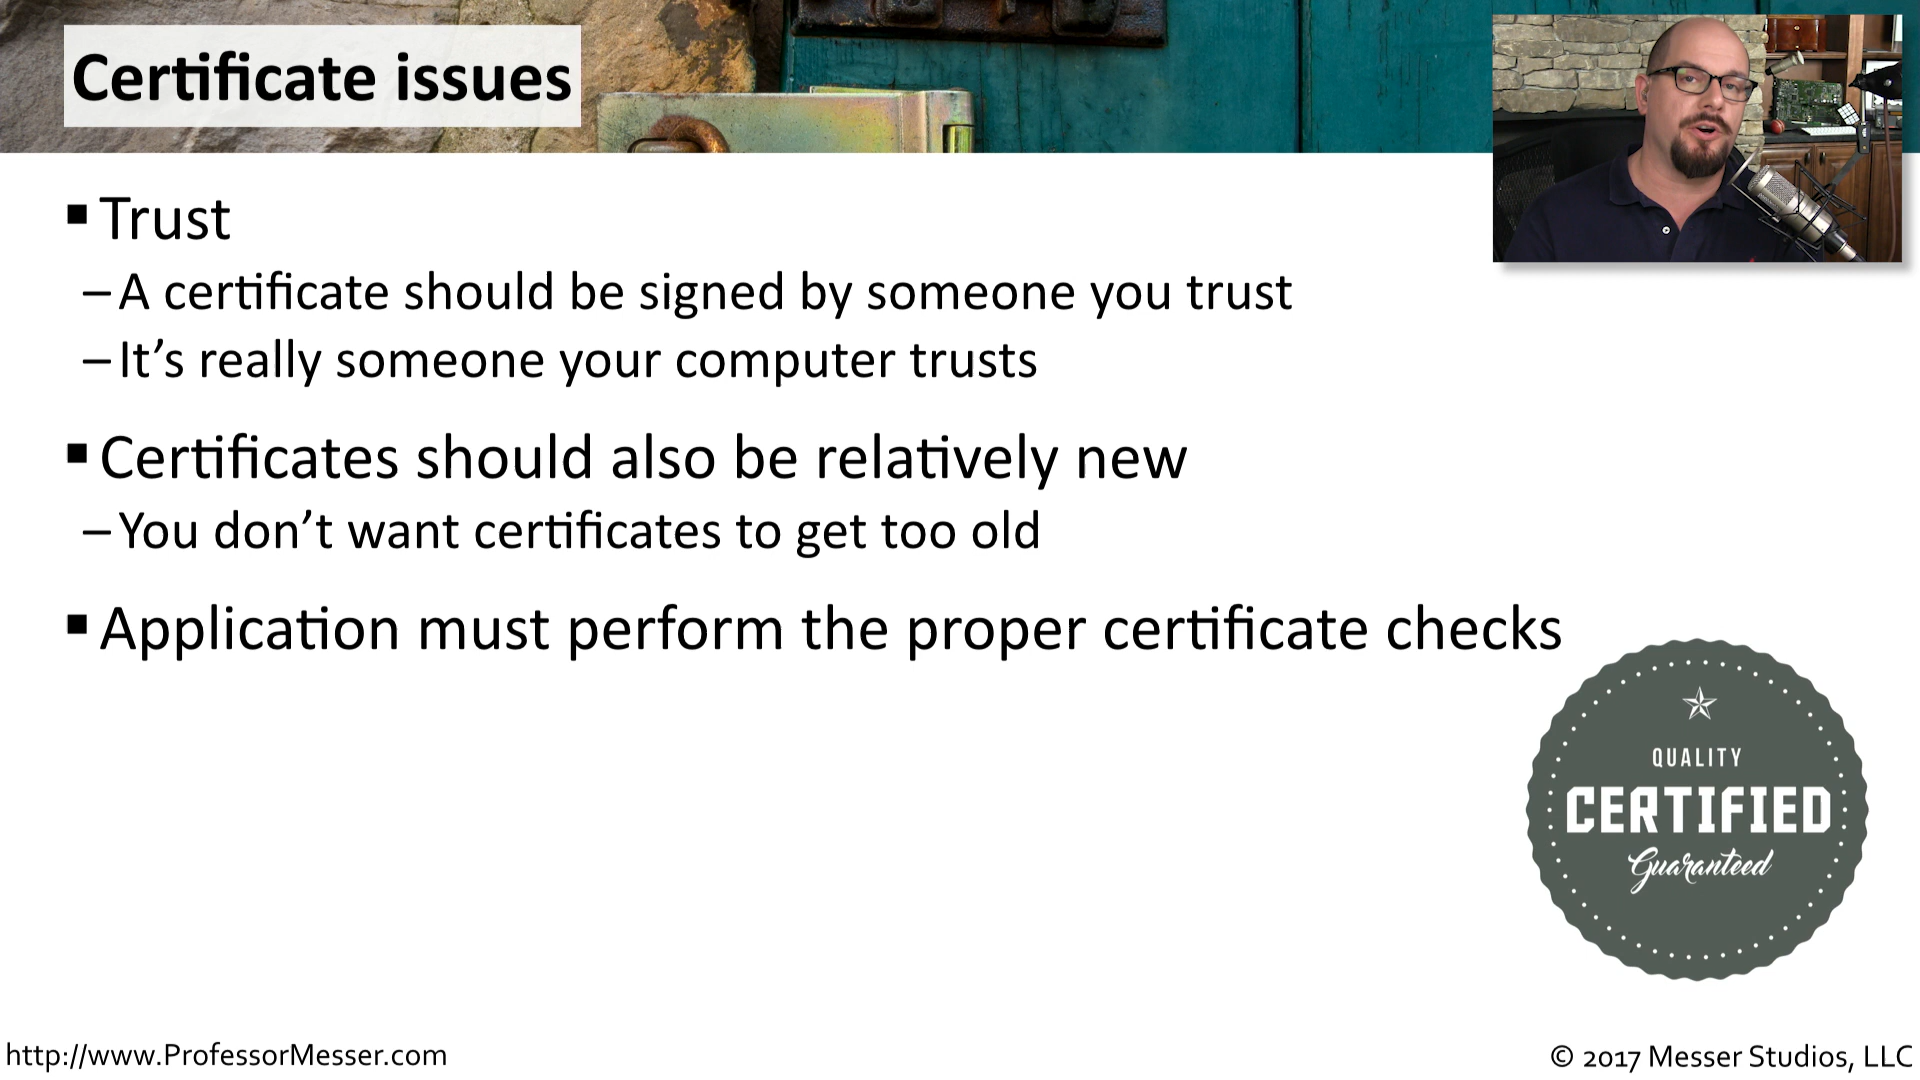 Certificate issues
▪ Trust
– A certificate should be signed by someone you trust
– It’s really someone your computer trusts
▪ Certificates should also be relatively new
– You don’t want certificates to get too old
▪ Application must perform the proper certificate checks
QUALITY
CERTIFIED
Guaranteed
http://www.ProfessorMesser.com
© 2017 Messer Studios, LLC